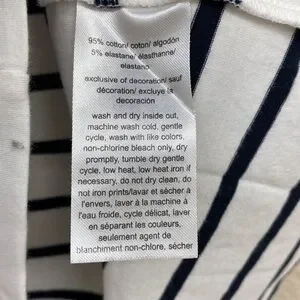 95% cotton/ coton/ algodón
5% elastane/ élasthanne/
elastano
exclusive of decoration/ sauf
décoration/ excluye la
decoración
wash and dry inside out,
machine wash cold, gentle
cycle, wash with like colors,
non-chlorine bleach only, dry
promptly, tumble dry gentle
cycle, low heat, low heat iron if
necessary, do not dry clean, do
not iron prints/lavar et sécher à
l'envers, laver à la machine à
l'eau froide, cycle délicat, laver
en séparant les couleurs,
seulement agent de
blanchiment non-chlore, sécher